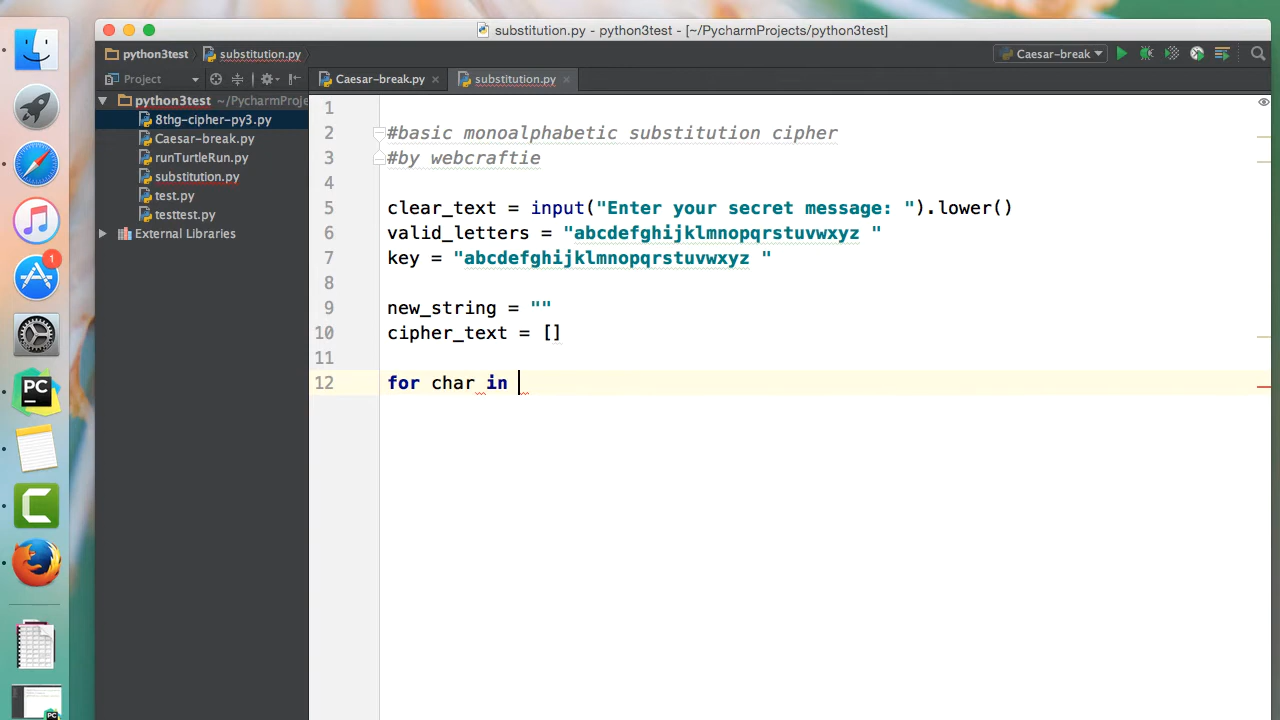 substitution.py - python3test - [~/PycharmProjects/python3test]
python3test substitution.py Caesar-break
Project Caesar-break.py substitution.py
python3test ~/PycharmProje
8thg-cipher-py3.py
Caesar-break.py
runTurtleRun.py
substitution.py
test.py
testtest.py
External Libraries
1
2 #basic monoalphabetic substitution cipher
3 #by webcraftie
4
5 clear_text = input("Enter your secret message: ").lower()
6 valid_letters = "abcdefghijklmnopqrstuvwxyz "
7 key = "abcdefghijklmnopqrstuvwxyz "
8
9 new_string = ""
10 cipher_text = []
11
12 for char in
1
PC